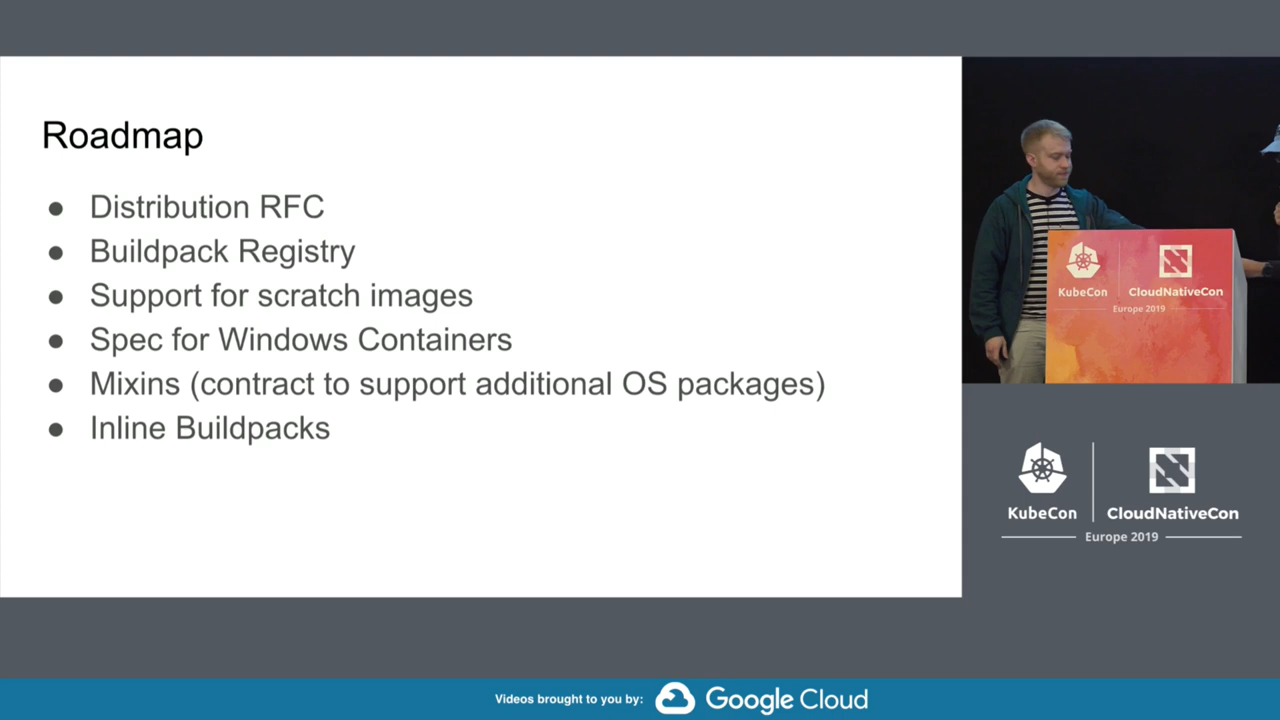 Roadmap
Distribution RFC
Buildpack Registry
Support for scratch images
Spec for Windows Containers
Mixins (contract to support additional OS packages)
Inline Buildpacks
KubeCon
CloudNativeCon
Europe 2019
KubeCon
CloudNativeCon
Europe 2019
Videos brought to you by:
Google Cloud